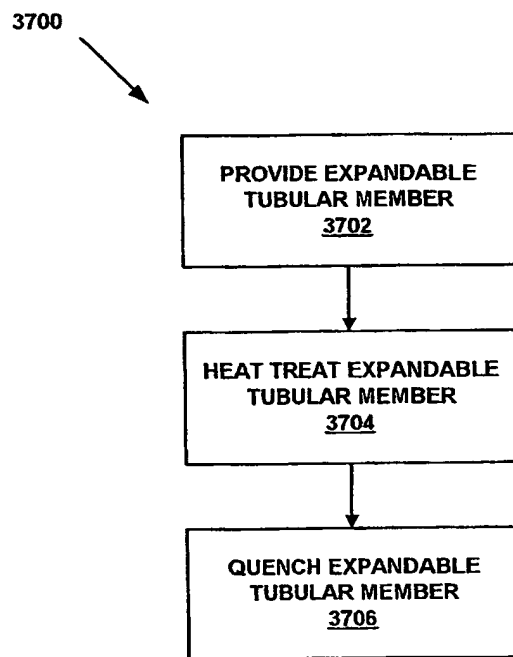 3700
PROVIDE EXPANDABLE
TUBULAR MEMBER
3702
HEAT TREAT EXPANDABLE
TUBULAR MEMBER
3704
QUENCH EXPANDABLE
TUBULAR MEMBER
3706